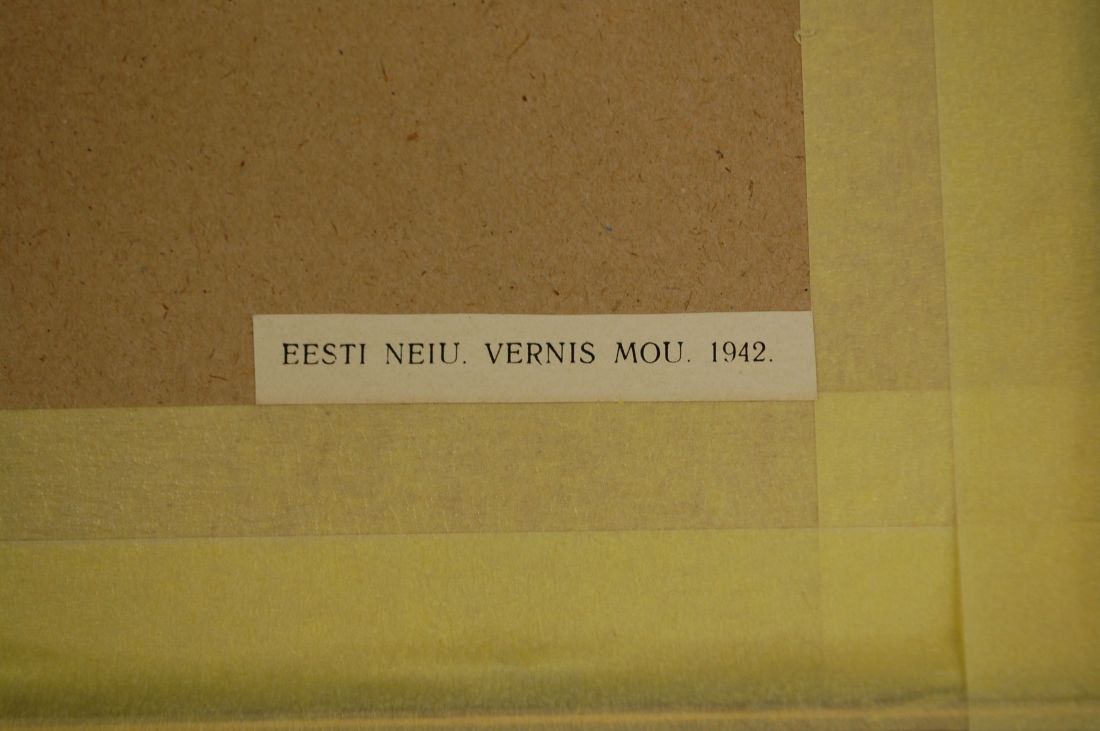 EESTI NEIU. VERNIS MOU. 1942.